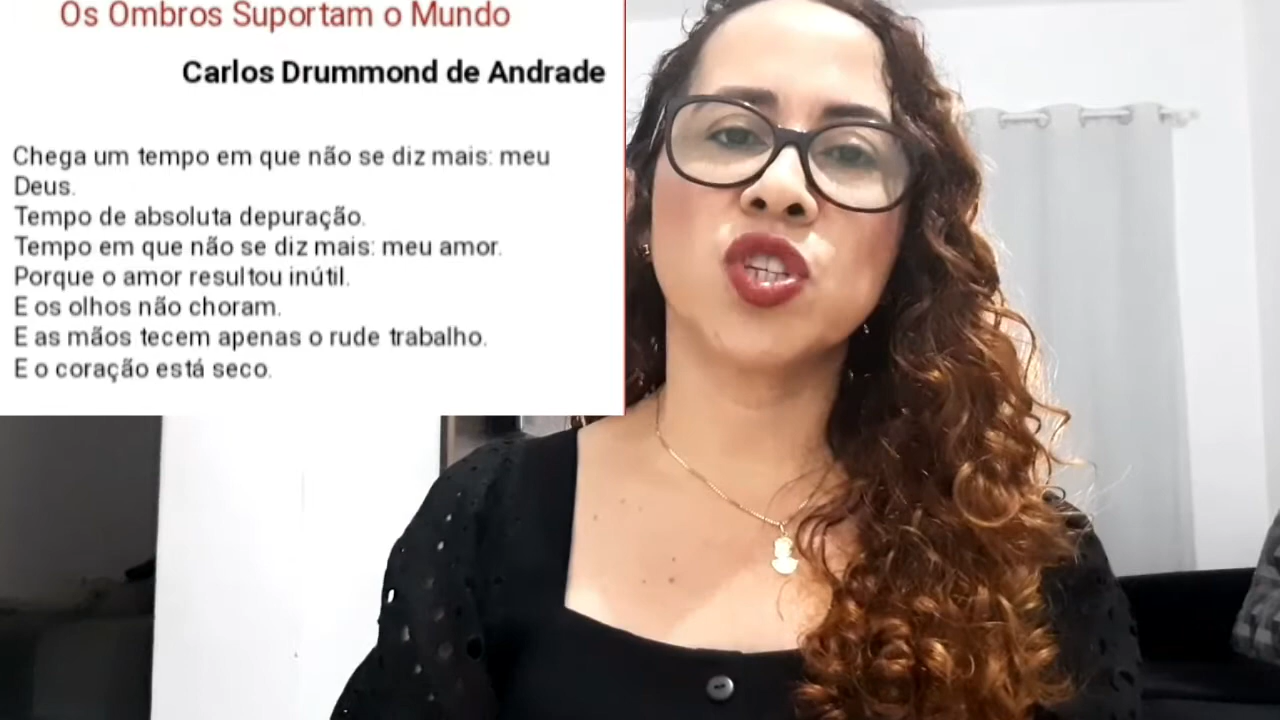 Os Ombros Suportam o Mundo
Carlos Drummond de Andrade
Chega um tempo em que não se diz mais: meu
Deus.
Tempo de absoluta depuração.
Tempo em que não se diz mais: meu amor.
Porque o amor resultou inútil.
E os olhos não choram.
E as mãos tecem apenas o rude trabalho.
E o coração está seco.